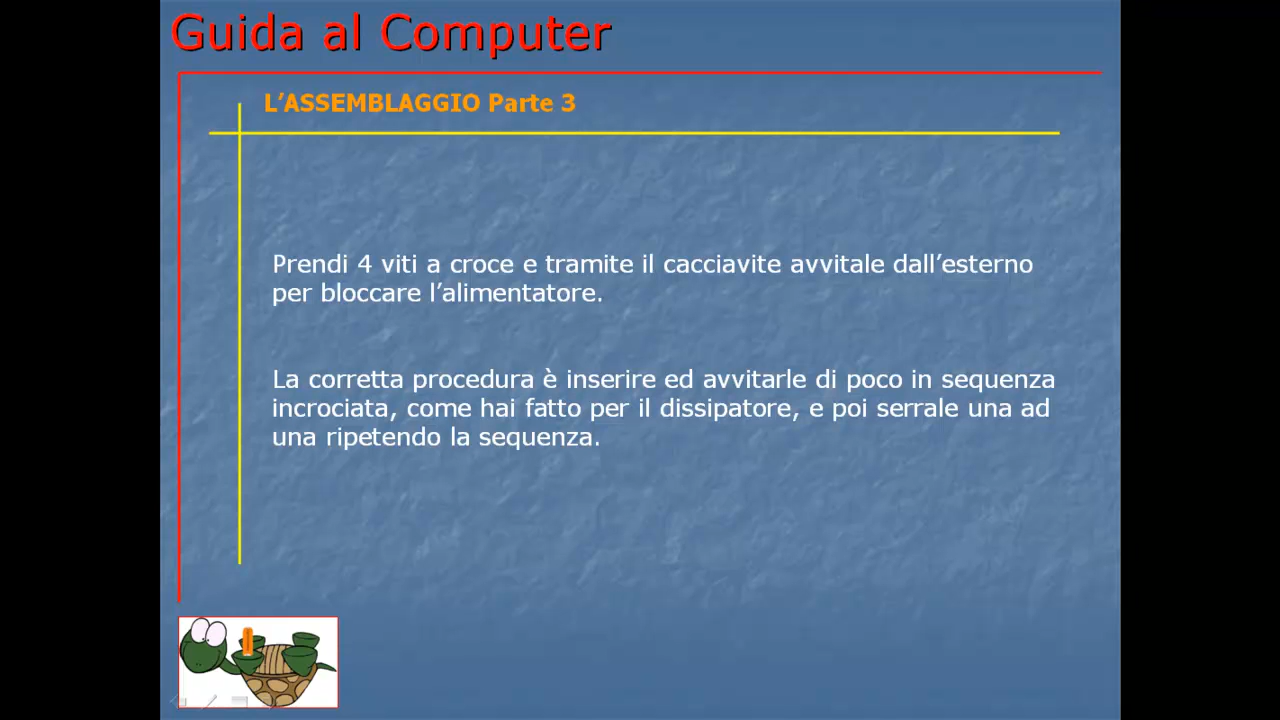 Guida al Computer
L’ASSEMBLAGGIO Parte 3
Prendi 4 viti a croce e tramite il cacciavite avvitale dall’esterno
per bloccare l’alimentatore.
La corretta procedura è inserire ed avvitarle di poco in sequenza
incrociata, come hai fatto per il dissipatore, e poi serrale una ad
una ripetendo la sequenza.